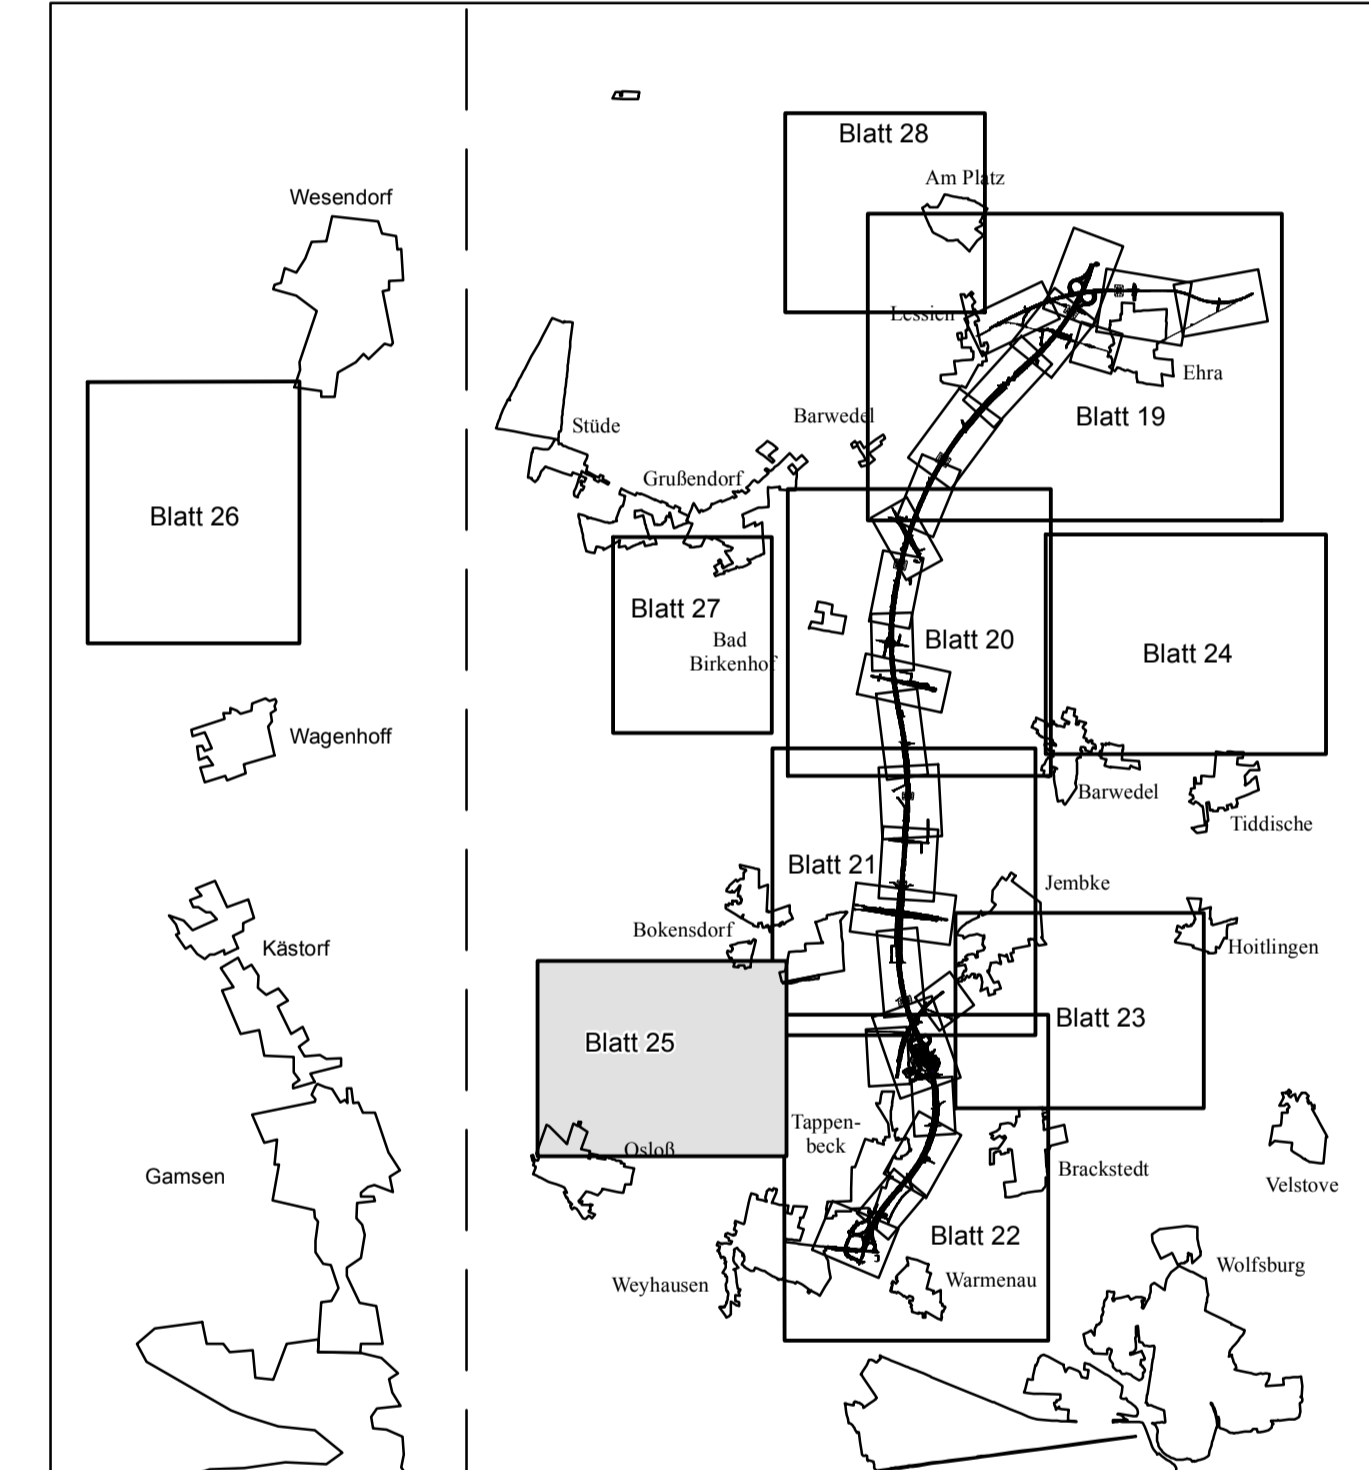 Blatt 28
Am Platz
Wesendorf
Lessien
Ehra
Blatt 19
Barwedel
Stüde
Grußendorf
Blatt 26
Blatt 27
Bad
Birkenhof
Blatt 20
Blatt 24
Wagenhoff
Barwedel
Tiddische
Blatt 21
Jembke
Bokensdorf
Hoitlingen
Kästorf
Blatt 23
Blatt 25
Tappen-
beck
Osloß
Brackstedt
Gamsen
Velstove
Blatt 22
Wolfsburg
Weyhausen
Warmenau